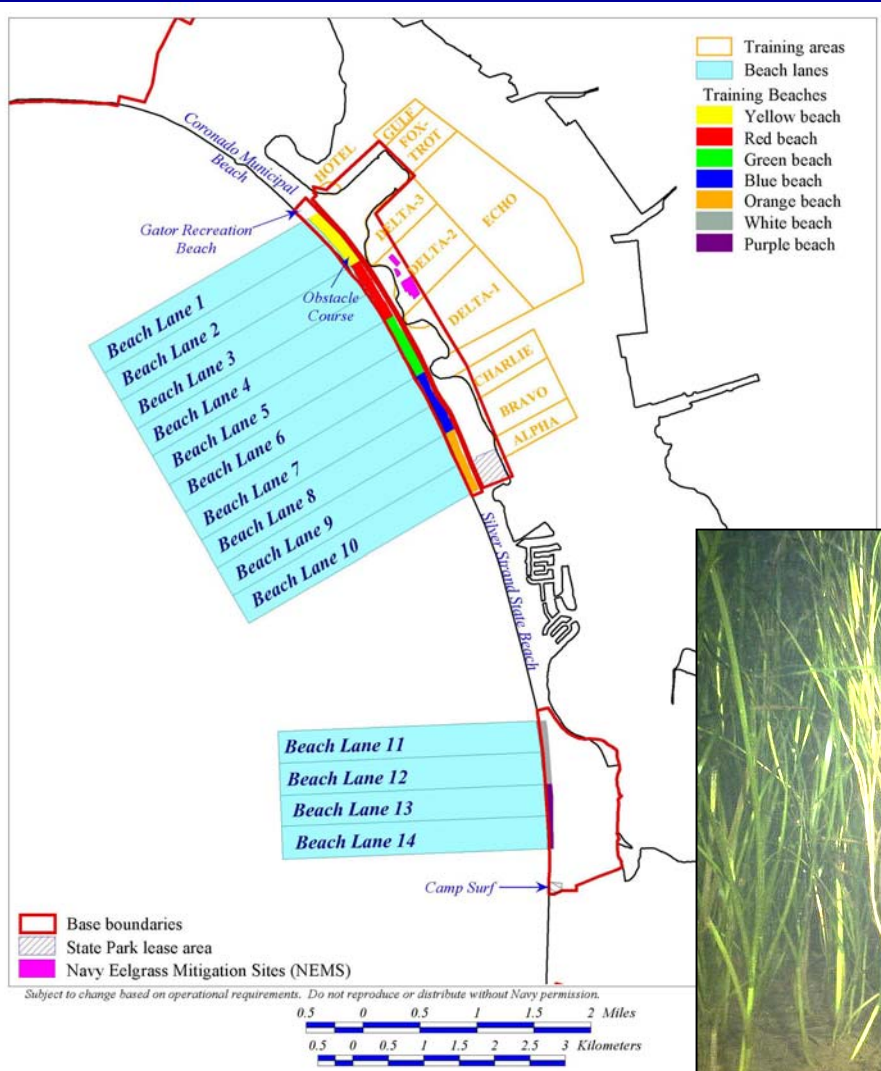 Training areas
Beach lanes
Training Beaches
Yellow beach
Red beach
Green beach
Blue beach
Orange beach
White beach
Purple beach
Coronado Municipal
Beach
HOTEL
GULF
FOX-
TROT
ECHO
DELTA-3
DELTA-2
DELTA-1
CHARLIE
BRAVO
ALPHA
Gator Recreation
Beach
Obstacle
Course
Beach Lane 1
Beach Lane 2
Beach Lane 3
Beach Lane 4
Beach Lane 5
Beach Lane 6
Beach Lane 7
Beach Lane 8
Beach Lane 9
Beach Lane 10
Silver Strand State Beach
Beach Lane 11
Beach Lane 12
Beach Lane 13
Beach Lane 14
Camp Surf
Base boundaries
State Park lease area
Navy Eelgrass Mitigation Sites (NEMS)
Subject to change based on operational requirements. Do not reproduce or distribute without Navy permission.
0.5 0 0.5 1 1.5 2 Miles
0.5 0 0.5 1 1.5 2 2.5 3 Kilometers